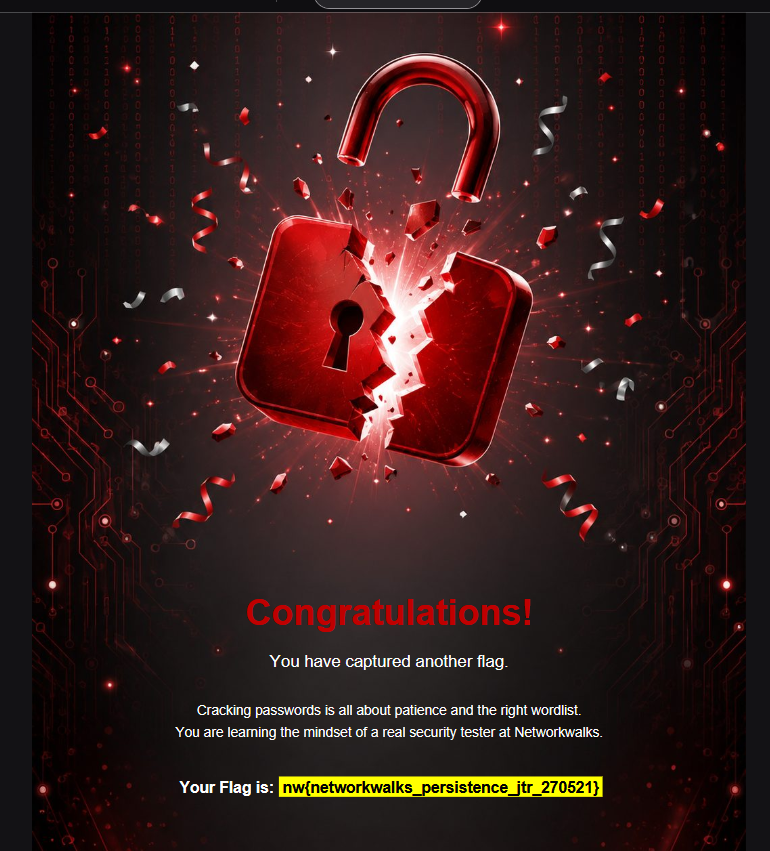 Congratulations!
You have captured another flag.
Cracking passwords is all about patience and the right wordlist.
You are learning the mindset of a real security tester at Networkwalks.
Your Flag is: nw{networkwalks_persistence_jtr_270521}